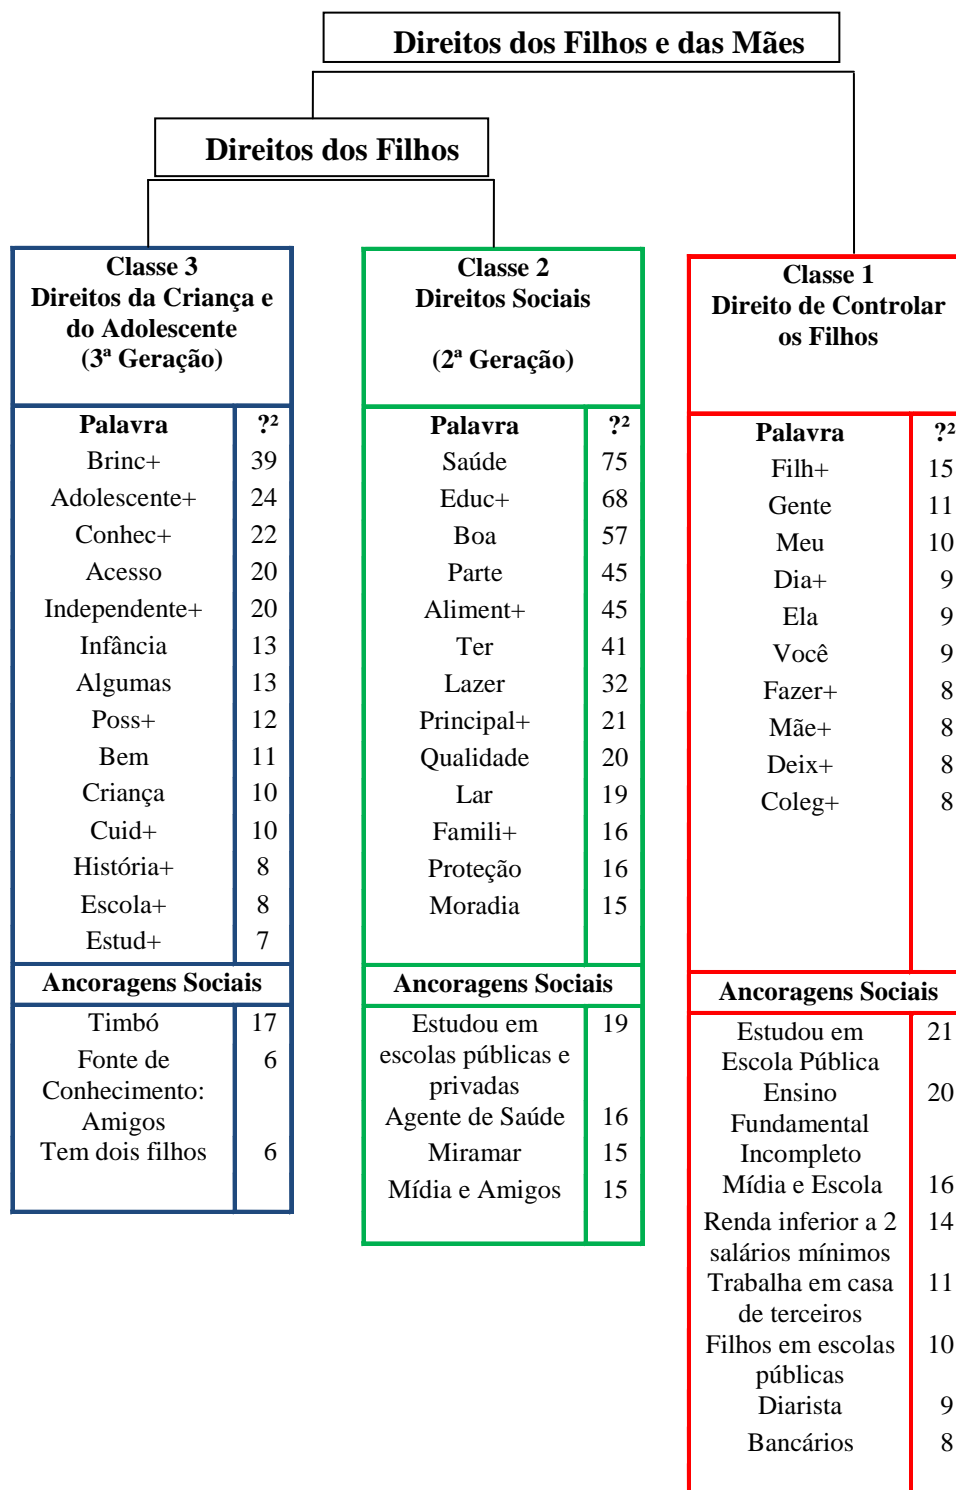 Direitos dos Filhos e das Mães
Direitos dos Filhos
Classe 3
Direitos da Criança e
do Adolescente
(3ª Geração)
Palavra ?²
Brinc+ 39
Adolescente+ 24
Conhec+ 22
Acesso 20
Independente+ 20
Infância 13
Algumas 13
Poss+ 12
Bem 11
Criança 10
Cuid+ 10
História+ 8
Escola+ 8
Estud+ 7
Ancoragens Sociais
Timbó 17
Fonte de 6
Conhecimento:
Amigos
Tem dois filhos 6
Classe 2
Direitos Sociais
(2ª Geração)
Palavra ?²
Saúde 75
Educ+ 68
Boa 57
Parte 45
Aliment+ 45
Ter 41
Lazer 32
Principal+ 21
Qualidade 20
Lar 19
Famili+ 16
Proteção 16
Moradia 15
Ancoragens Sociais
Estudou em 19
escolas públicas e
privadas
Agente de Saúde 16
Miramar 15
Mídia e Amigos 15
Classe 1
Direito de Controlar
os Filhos
Palavra ?²
Filh+ 15
Gente 11
Meu 10
Dia+ 9
Ela 9
Você 9
Fazer+ 8
Mãe+ 8
Deix+ 8
Coleg+ 8
Ancoragens Sociais
Estudou em 21
Escola Pública
Ensino 20
Fundamental
Incompleto
Mídia e Escola 16
Renda inferior a 2 14
salários mínimos
Trabalha em casa 11
de terceiros
Filhos em escolas 10
públicas
Diarista 9
Bancários 8